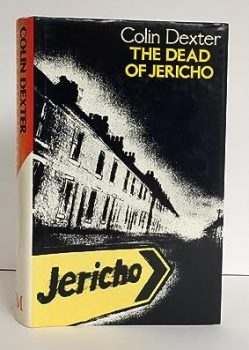 Colin Dexter
THE DEAD
OF JERICHO
Jericho
COLIN DEXTER
M